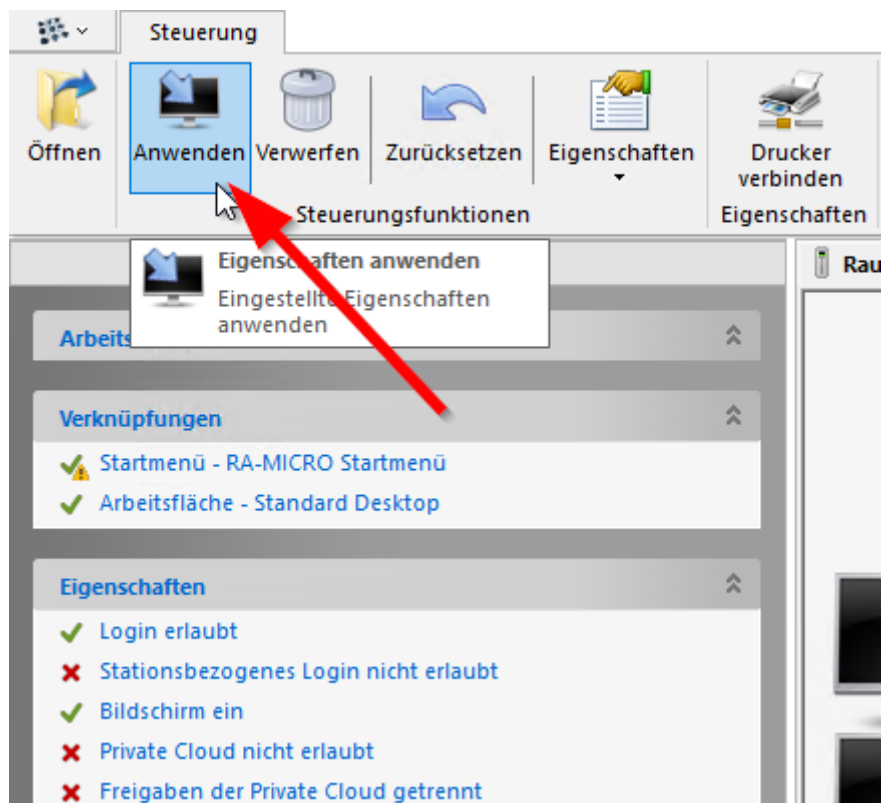 Steuerung
Öffnen
Anwenden
Verwerfen
Zurücksetzen
Eigenschaften
Drucker
verbinden
Steuerungsfunktionen
Eigenschaften
Eigenschaften anwenden
Eingestellte Eigenschaften
anwenden
Rau
Arbeits
Verknüpfungen
Startmenü - RA-MICRO Startmenü
Arbeitsfläche - Standard Desktop
Eigenschaften
Login erlaubt
Stationsbezogenes Login nicht erlaubt
Bildschirm ein
Private Cloud nicht erlaubt
Freigaben der Private Cloud getrennt